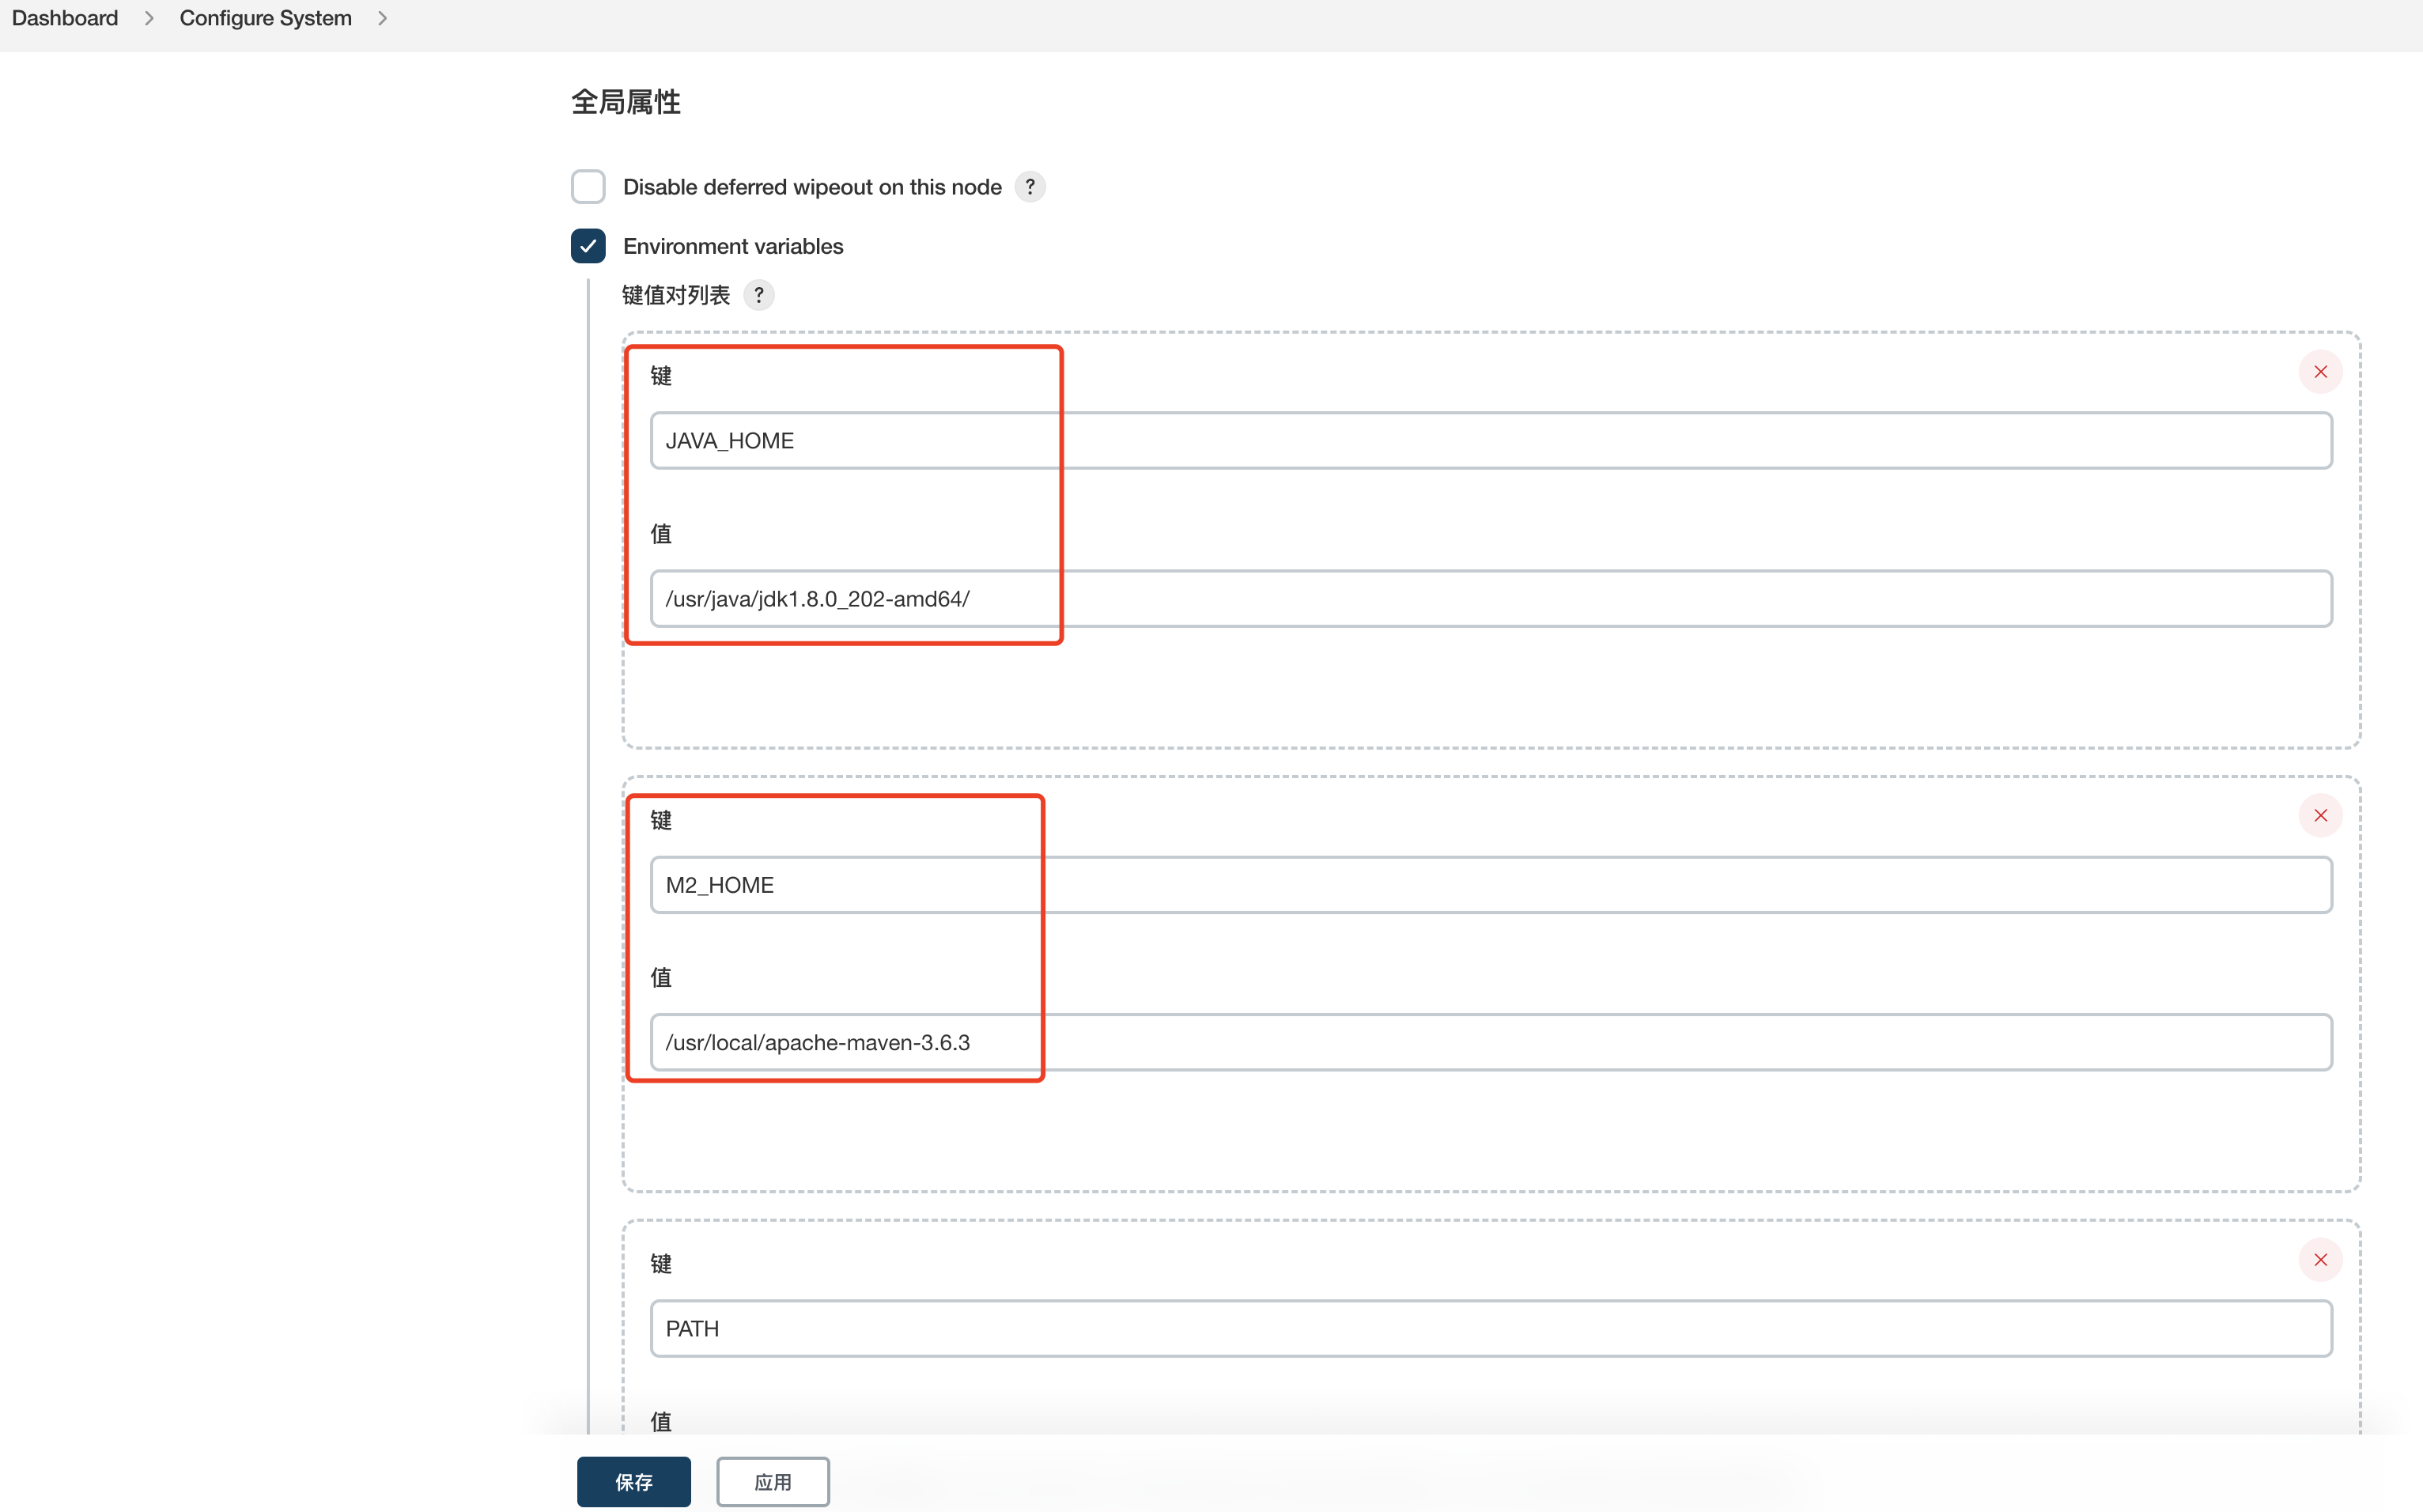 Dashboard > Configure System >
全局属性
Disable deferred wipeout on this node ?
Environment variables
键值对列表 ?
键
JAVA_HOME
值
/usr/java/jdk1.8.0_202-amd64/
键
M2_HOME
值
/usr/local/apache-maven-3.6.3
键
PATH
值
保存 应用